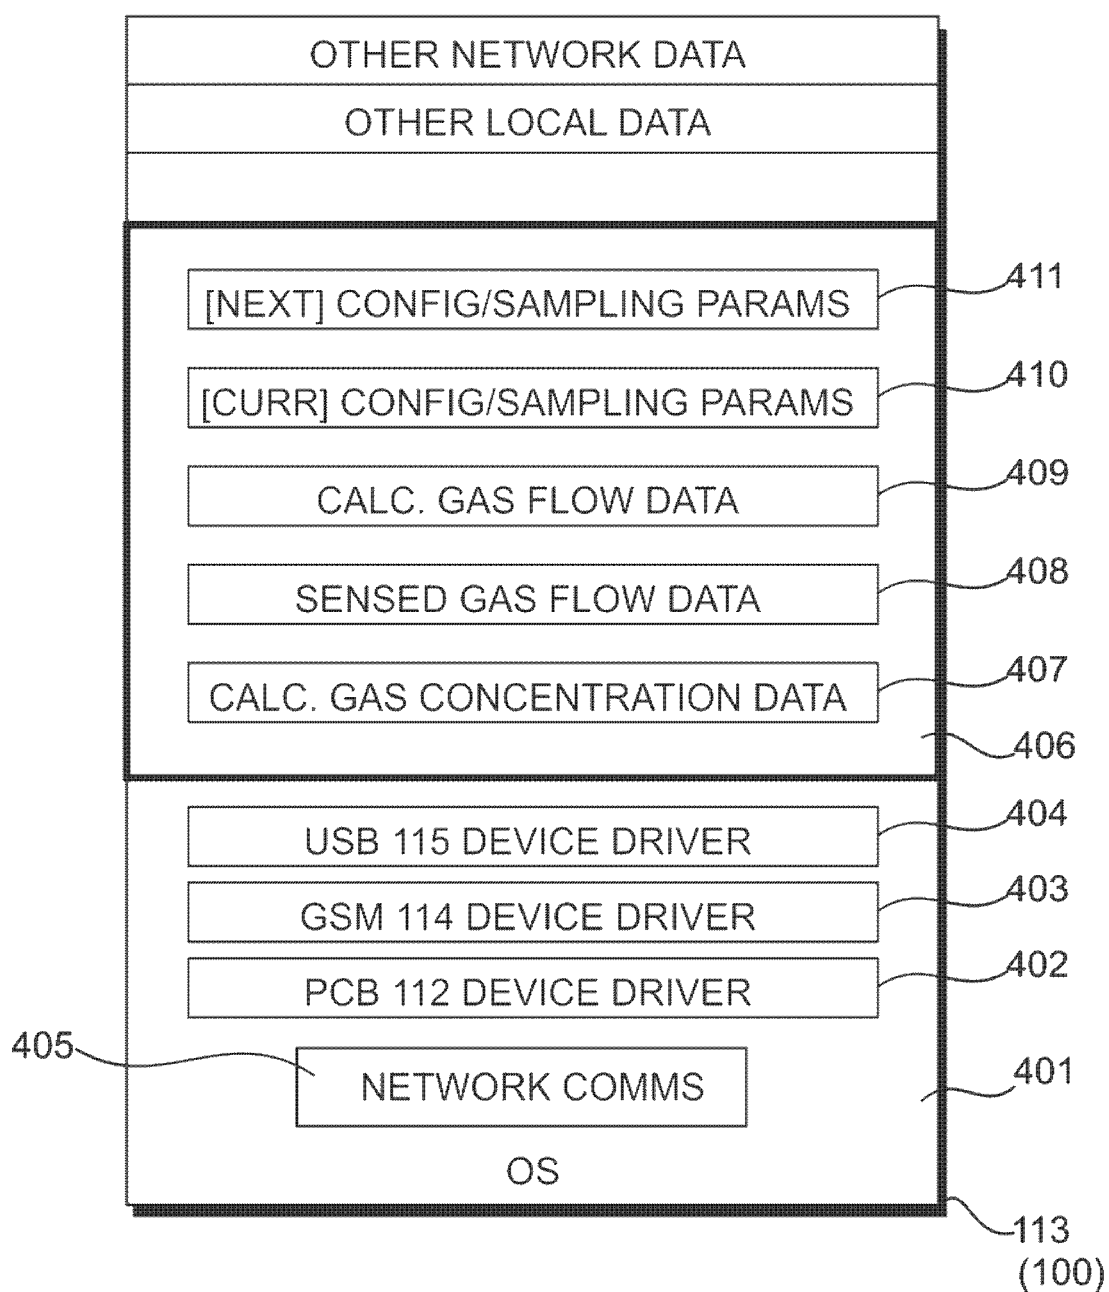 OTHER NETWORK DATA
OTHER LOCAL DATA
[NEXT] CONFIG/SAMPLING PARAMS
411
[CURR] CONFIG/SAMPLING PARAMS
410
CALC. GAS FLOW DATA
409
SENSED GAS FLOW DATA
408
CALC. GAS CONCENTRATION DATA
407
406
USB 115 DEVICE DRIVER
404
GSM 114 DEVICE DRIVER
403
PCB 112 DEVICE DRIVER
402
405
NETWORK COMMS
401
OS
113
(100)